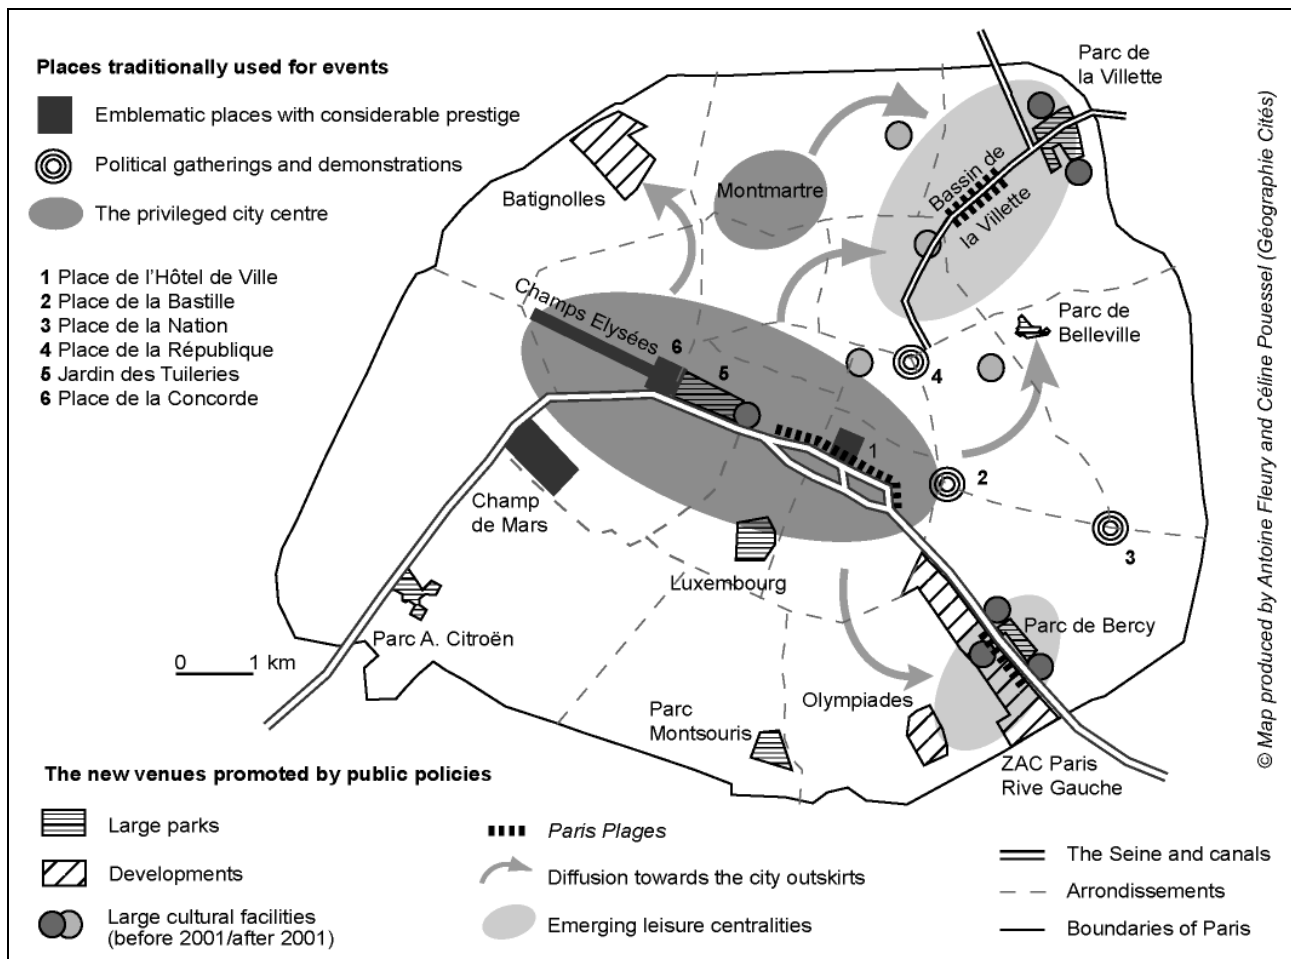 Places traditionally used for events
Emblematic places with considerable prestige
Political gatherings and demonstrations
The privileged city centre
1 Place de l'Hôtel de Ville
2 Place de la Bastille
3 Place de la Nation
4 Place de la République
5 Jardin des Tuileries
6 Place de la Concorde
Parc de
la Villette
Batignolles
Montmartre
Bassin de
la Villette
Champs Elysées
6
5
4
Parc de
Belleville
1
2
3
Champ
de Mars
Luxembourg
Parc A. Citroën
0 1 km
Parc de Bercy
Olympiades
Parc
Montsouris
ZAC Paris
Rive Gauche
The new venues promoted by public policies
Large parks
Developments
Large cultural facilities
(before 2001/after 2001)
Paris Plages
Diffusion towards the city outskirts
Emerging leisure centralities
The Seine and canals
Arrondissements
Boundaries of Paris
© Map produced by Antoine Fleury and Céline Pouessel (Géographie Cités)